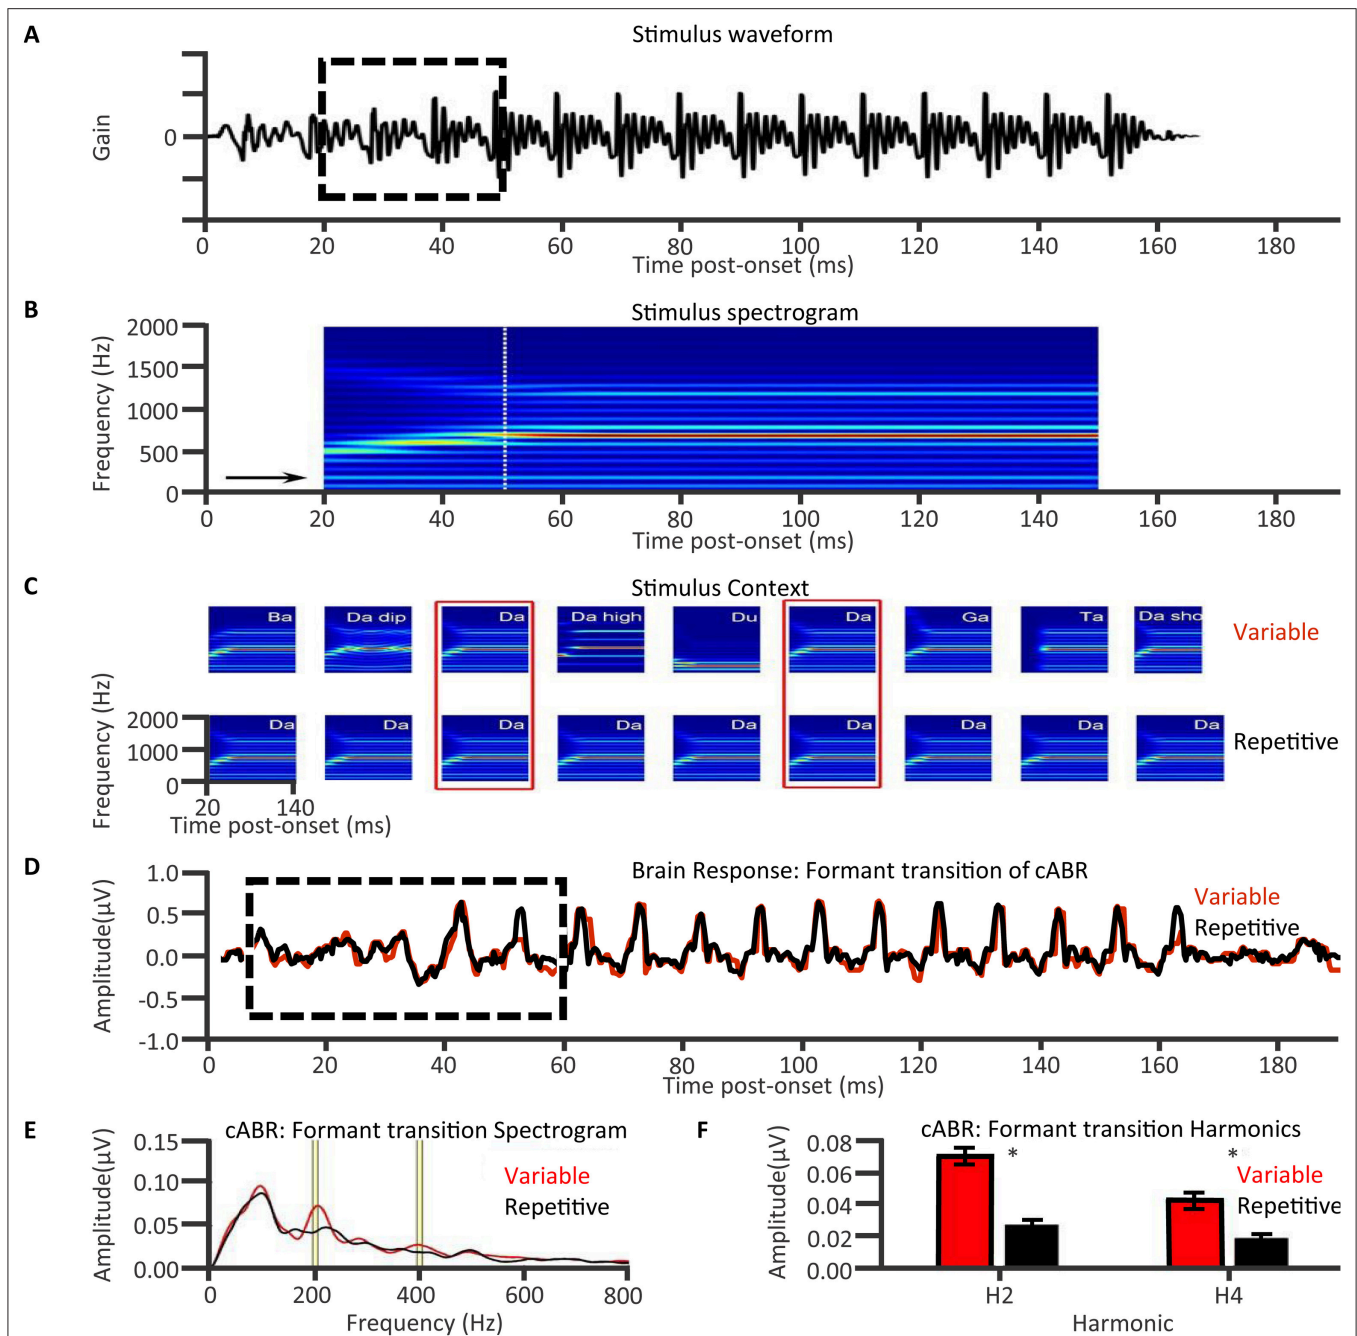 A
Stimulus waveform
Gain
0
0 20 40 60 80 100 120 140 160 180
Time post-onset (ms)
B
Stimulus spectrogram
Frequency (Hz)
2000
1500
1000
500
0
0 20 40 60 80 100 120 140 160 180
Time post-onset (ms)
C
Stimulus Context
Ba Da dip Da Da high Du Da Ga Ta Da sho
Variable
Frequency (Hz)
2000
1000
0
Da Da Da Da Da Da Da Da Da
Repetitive
20 140
Time post-onset (ms)
D
Brain Response: Formant transition of cABR
Amplitude(µV)
1.0
0.5
0.0
-0.5
-1.0
Variable
Repetitive
0 20 40 60 80 100 120 140 160 180
Time post-onset (ms)
E
cABR: Formant transition Spectrogram
Amplitude(µV)
0.15
0.10
0.05
0.00
Variable
Repetitive
0 200 400 600 800
Frequency (Hz)
F
cABR: Formant transition Harmonics
Amplitude(µV)
0.08
0.06
0.04
0.02
0.00
* *
Variable
Repetitive
H2 H4
Harmonic